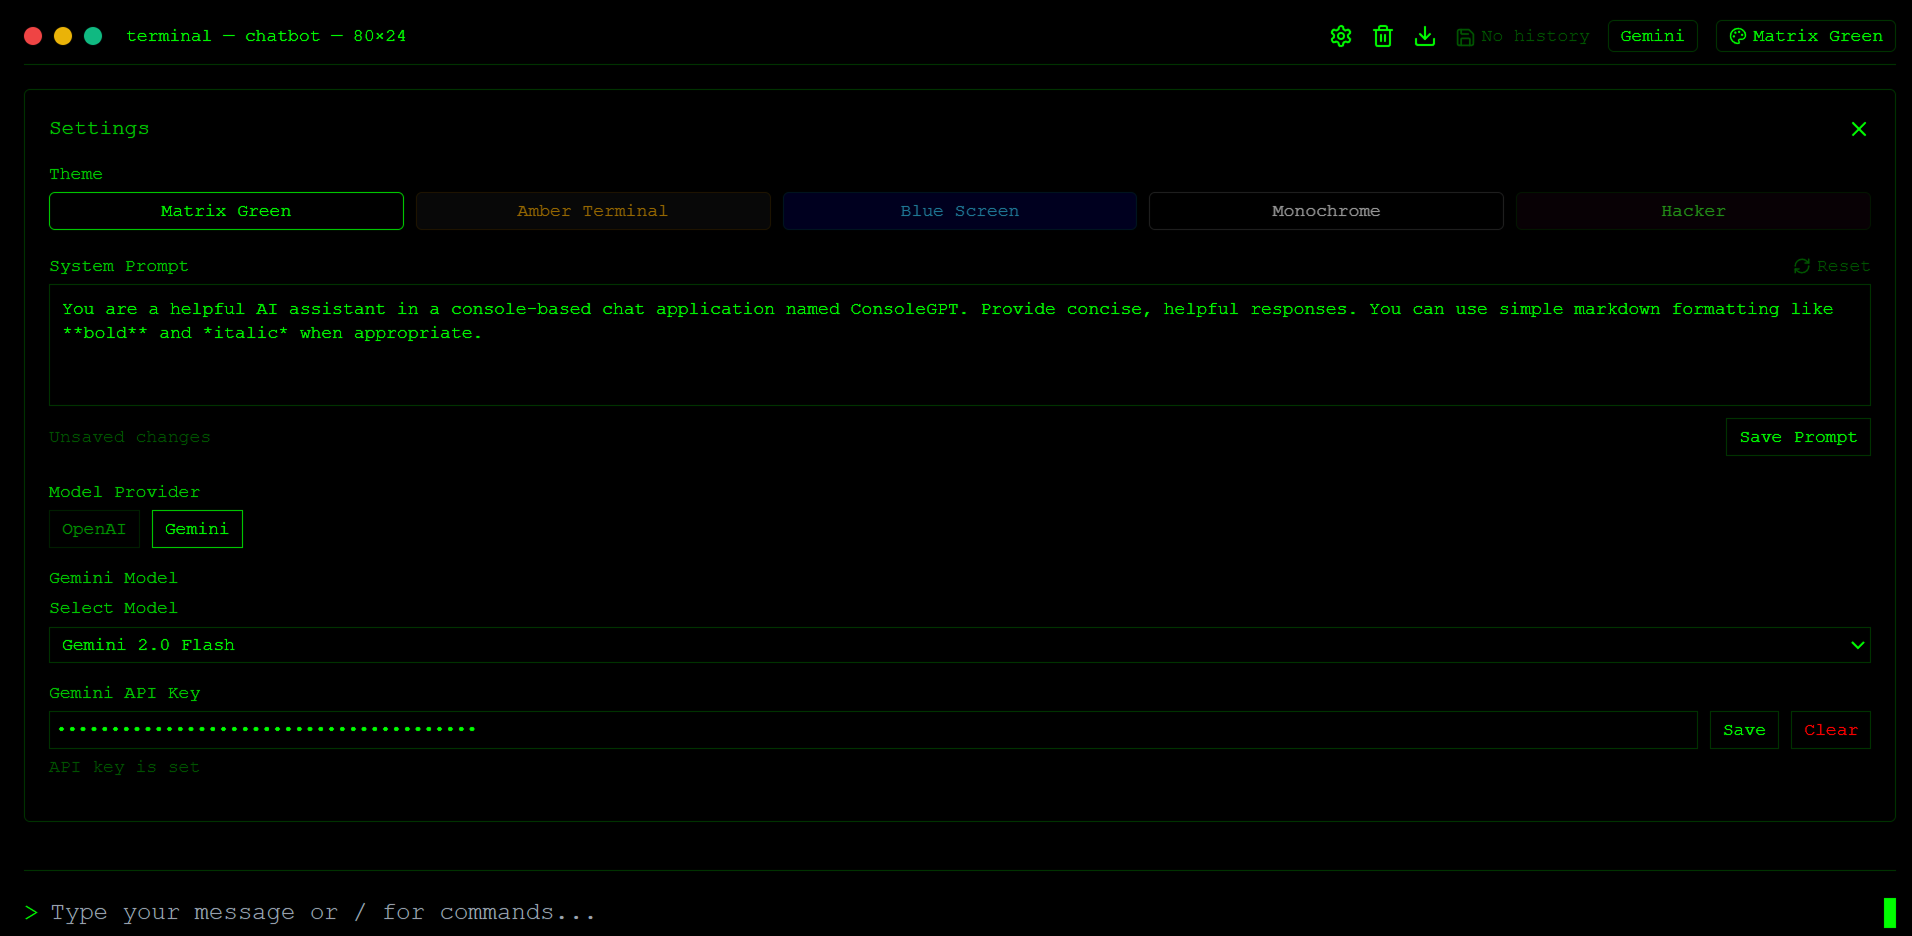 terminal — chatbot — 80×24
No history
Gemini
Matrix Green
Settings
Theme
Matrix Green
Amber Terminal
Blue Screen
Monochrome
Hacker
System Prompt
Reset
You are a helpful AI assistant in a console-based chat application named ConsoleGPT. Provide concise, helpful responses. You can use simple markdown formatting like
**bold** and *italic* when appropriate.
Unsaved changes
Save Prompt
Model Provider
OpenAI
Gemini
Gemini Model
Select Model
Gemini 2.0 Flash
Gemini API Key
•••••••••••••••••••••••••••••••••••••••
Save
Clear
API key is set
> Type your message or / for commands...